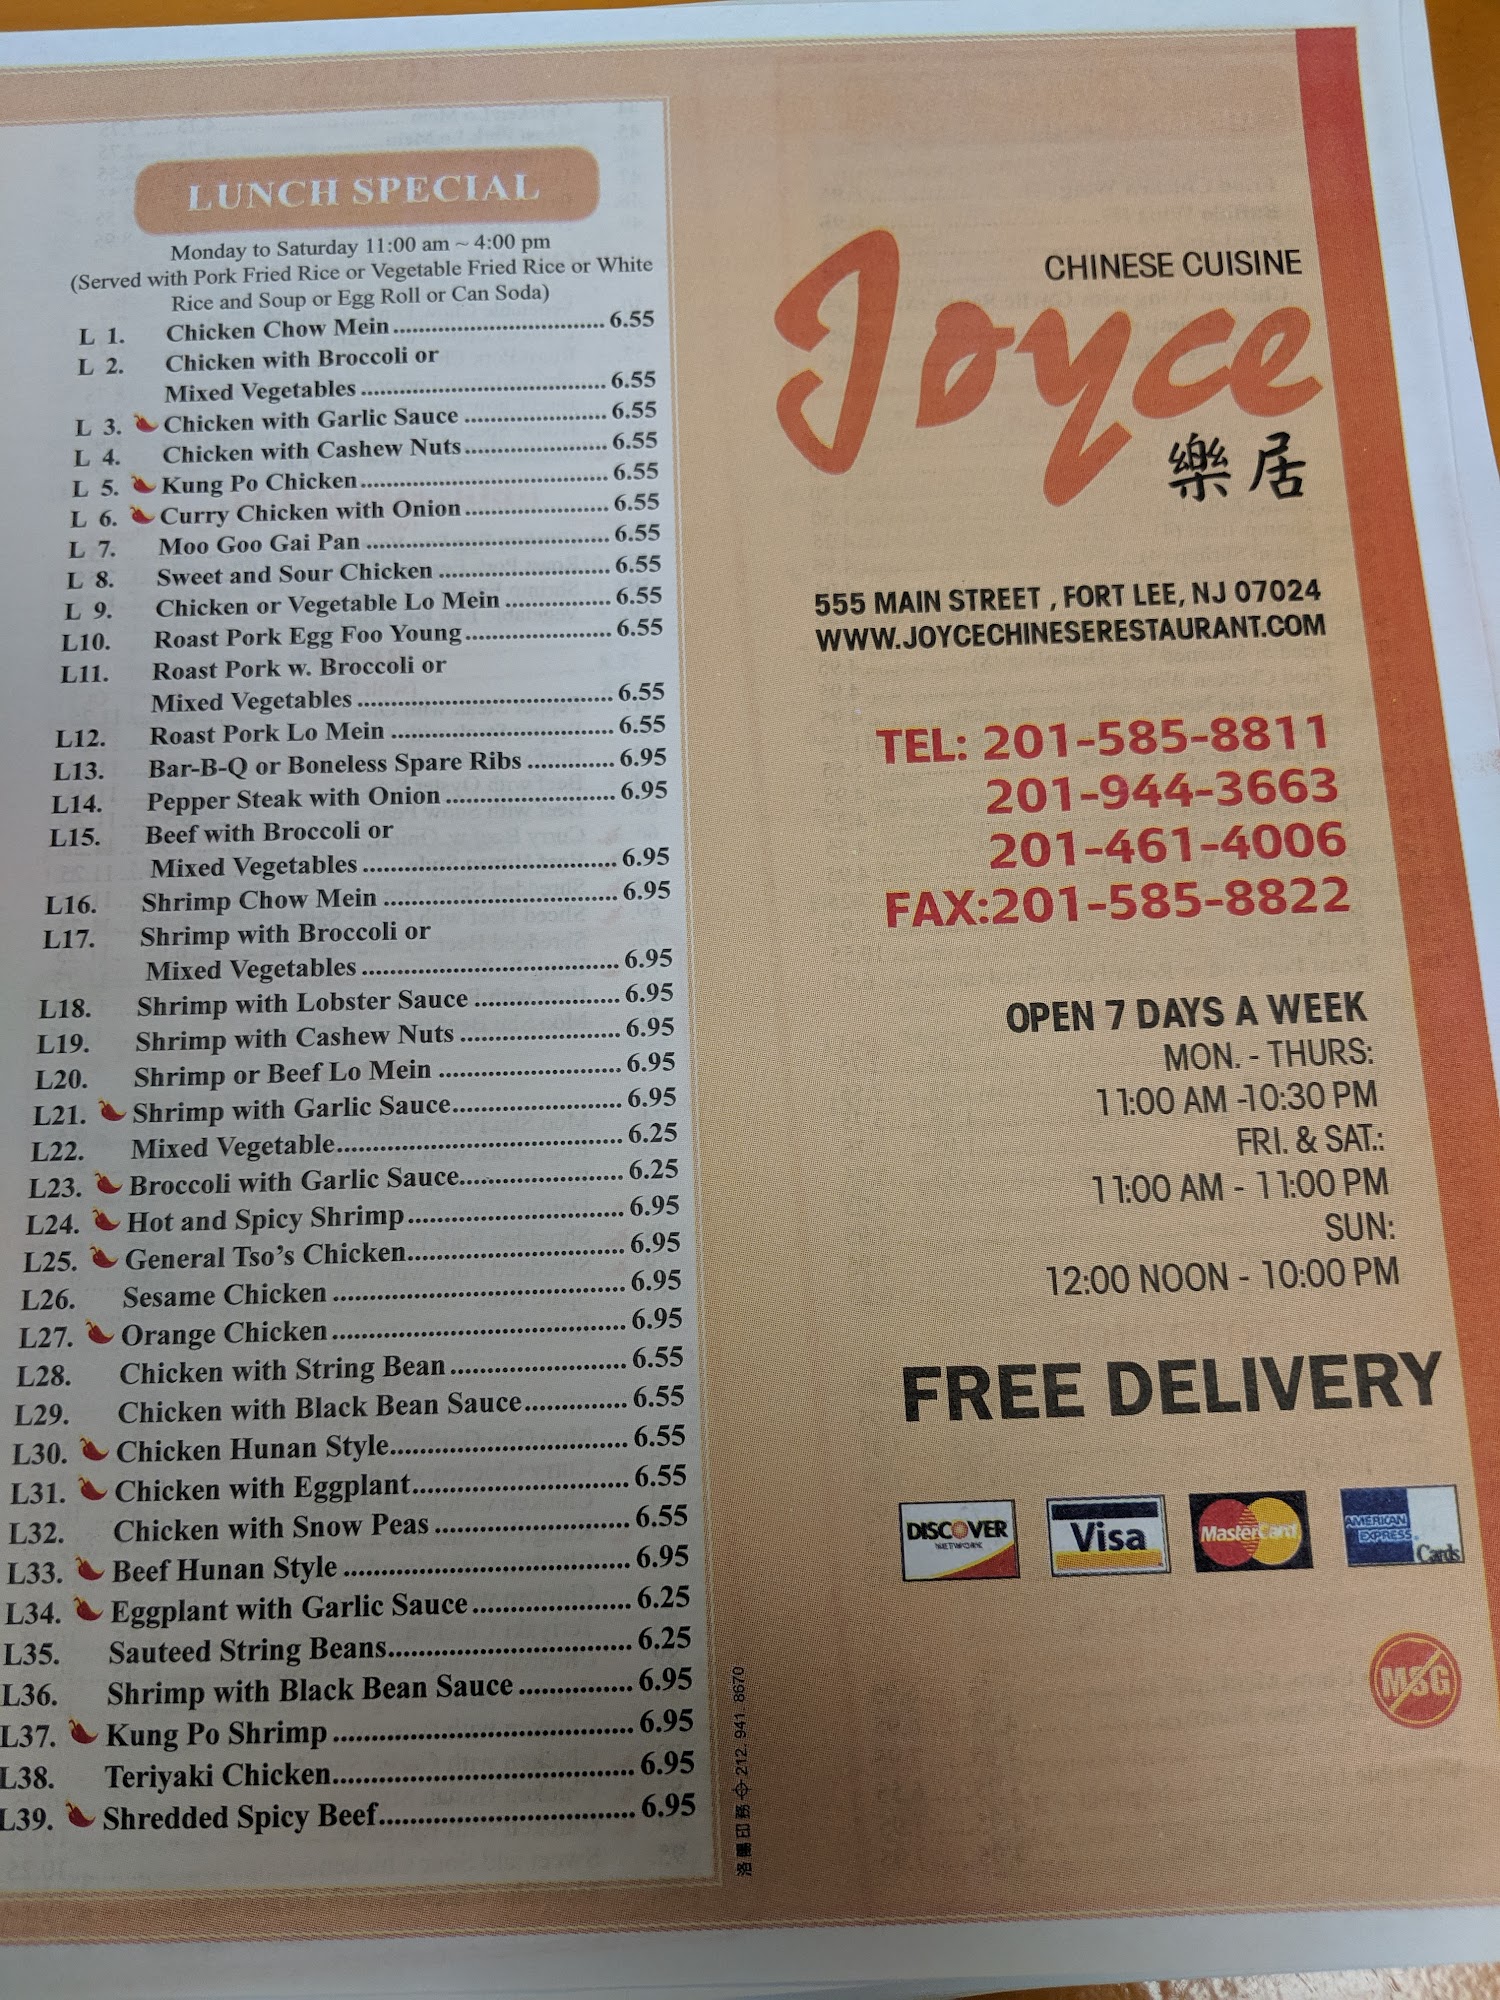 LUNCH SPECIAL
Monday to Saturday 11:00 am ~ 4:00 pm
(Served with Pork Fried Rice or Vegetable Fried Rice or White
Rice and Soup or Egg Roll or Can Soda)
L 1. Chicken Chow Mein 6.55
L 2. Chicken with Broccoli or
Mixed Vegetables 6.55
L 3. Chicken with Garlic Sauce 6.55
L 4. Chicken with Cashew Nuts 6.55
L 5. Kung Po Chicken 6.55
L 6. Curry Chicken with Onion 6.55
L 7. Moo Goo Gai Pan 6.55
L 8. Sweet and Sour Chicken 6.55
L 9. Chicken or Vegetable Lo Mein 6.55
L10. Roast Pork Egg Foo Young 6.55
L11. Roast Pork w. Broccoli or
Mixed Vegetables 6.55
L12. Roast Pork Lo Mein 6.55
L13. Bar-B-Q or Boneless Spare Ribs 6.95
L14. Pepper Steak with Onion 6.95
L15. Beef with Broccoli or
Mixed Vegetables 6.95
L16. Shrimp Chow Mein 6.95
L17. Shrimp with Broccoli or
Mixed Vegetables 6.95
L18. Shrimp with Lobster Sauce 6.95
L19. Shrimp with Cashew Nuts 6.95
L20. Shrimp or Beef Lo Mein 6.95
L21. Shrimp with Garlic Sauce 6.95
L22. Mixed Vegetable 6.25
L23. Broccoli with Garlic Sauce 6.25
L24. Hot and Spicy Shrimp 6.95
L25. General Tso's Chicken 6.95
L26. Sesame Chicken 6.95
L27. Orange Chicken 6.95
L28. Chicken with String Bean 6.55
L29. Chicken with Black Bean Sauce 6.55
L30. Chicken Hunan Style 6.55
L31. Chicken with Eggplant 6.55
L32. Chicken with Snow Peas 6.55
L33. Beef Hunan Style 6.95
L34. Eggplant with Garlic Sauce 6.25
L35. Sauteed String Beans 6.25
L36. Shrimp with Black Bean Sauce 6.95
L37. Kung Po Shrimp 6.95
L38. Teriyaki Chicken 6.95
L39. Shredded Spicy Beef 6.95
CHINESE CUISINE
Joyce
樂居
555 MAIN STREET , FORT LEE, NJ 07024
WWW.JOYCECHINESERESTAURANT.COM
TEL: 201-585-8811
201-944-3663
201-461-4006
FAX:201-585-8822
OPEN 7 DAYS A WEEK
MON. - THURS:
11:00 AM -10:30 PM
FRI. & SAT.:
11:00 AM - 11:00 PM
SUN:
12:00 NOON - 10:00 PM
FREE DELIVERY
DISCOVER
NETWORK
Visa
MasterCard
AMERICAN
EXPRESS
Cards
MSG
印務 212. 941. 8670